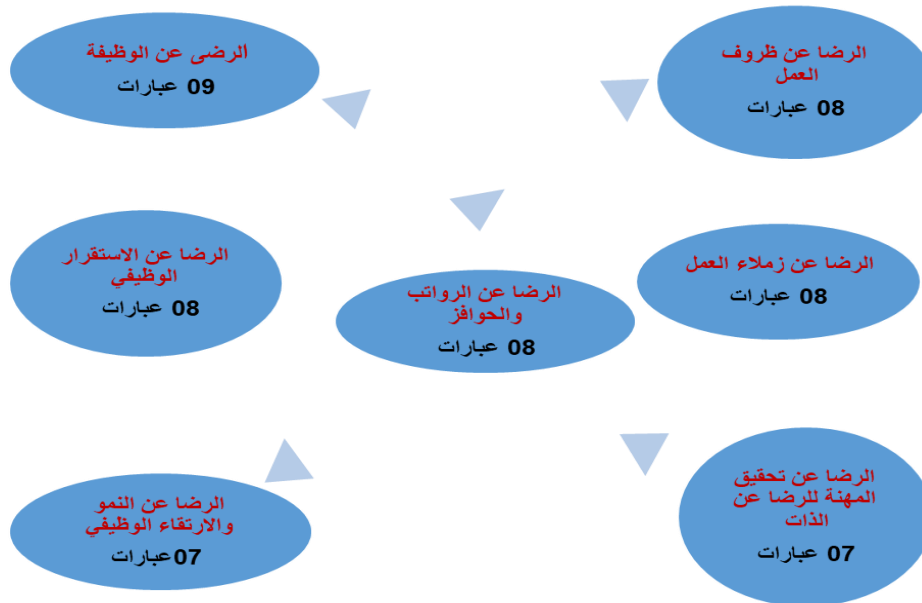 الرضا عن ظروف
العمل
08 عبارات
الرضى عن الوظيفة
09 عبارات
الرضا عن زملاء العمل
08 عبارات
الرضا عن الرواتب
والحوافز
08 عبارات
الرضا عن الاستقرار
الوظيفي
08 عبارات
الرضا عن تحقيق
المهنة للرضا عن
الذات
07 عبارات
الرضا عن النمو
والارتقاء الوظيفي
07عبارات